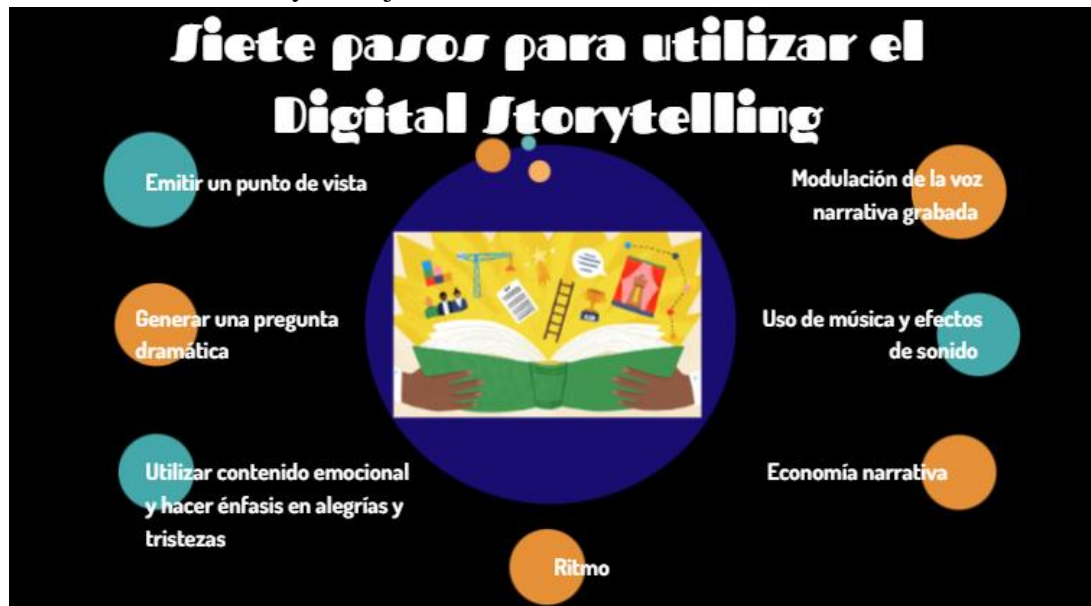 Siete pasos para utilizar el
Digital Storytelling
Emitir un punto de vista
Generar una pregunta
dramática
Utilizar contenido emocional
y hacer énfasis en alegrías y
tristezas
Modulación de la voz
narrativa grabada
Uso de música y efectos
de sonido
Economía narrativa
Ritmo